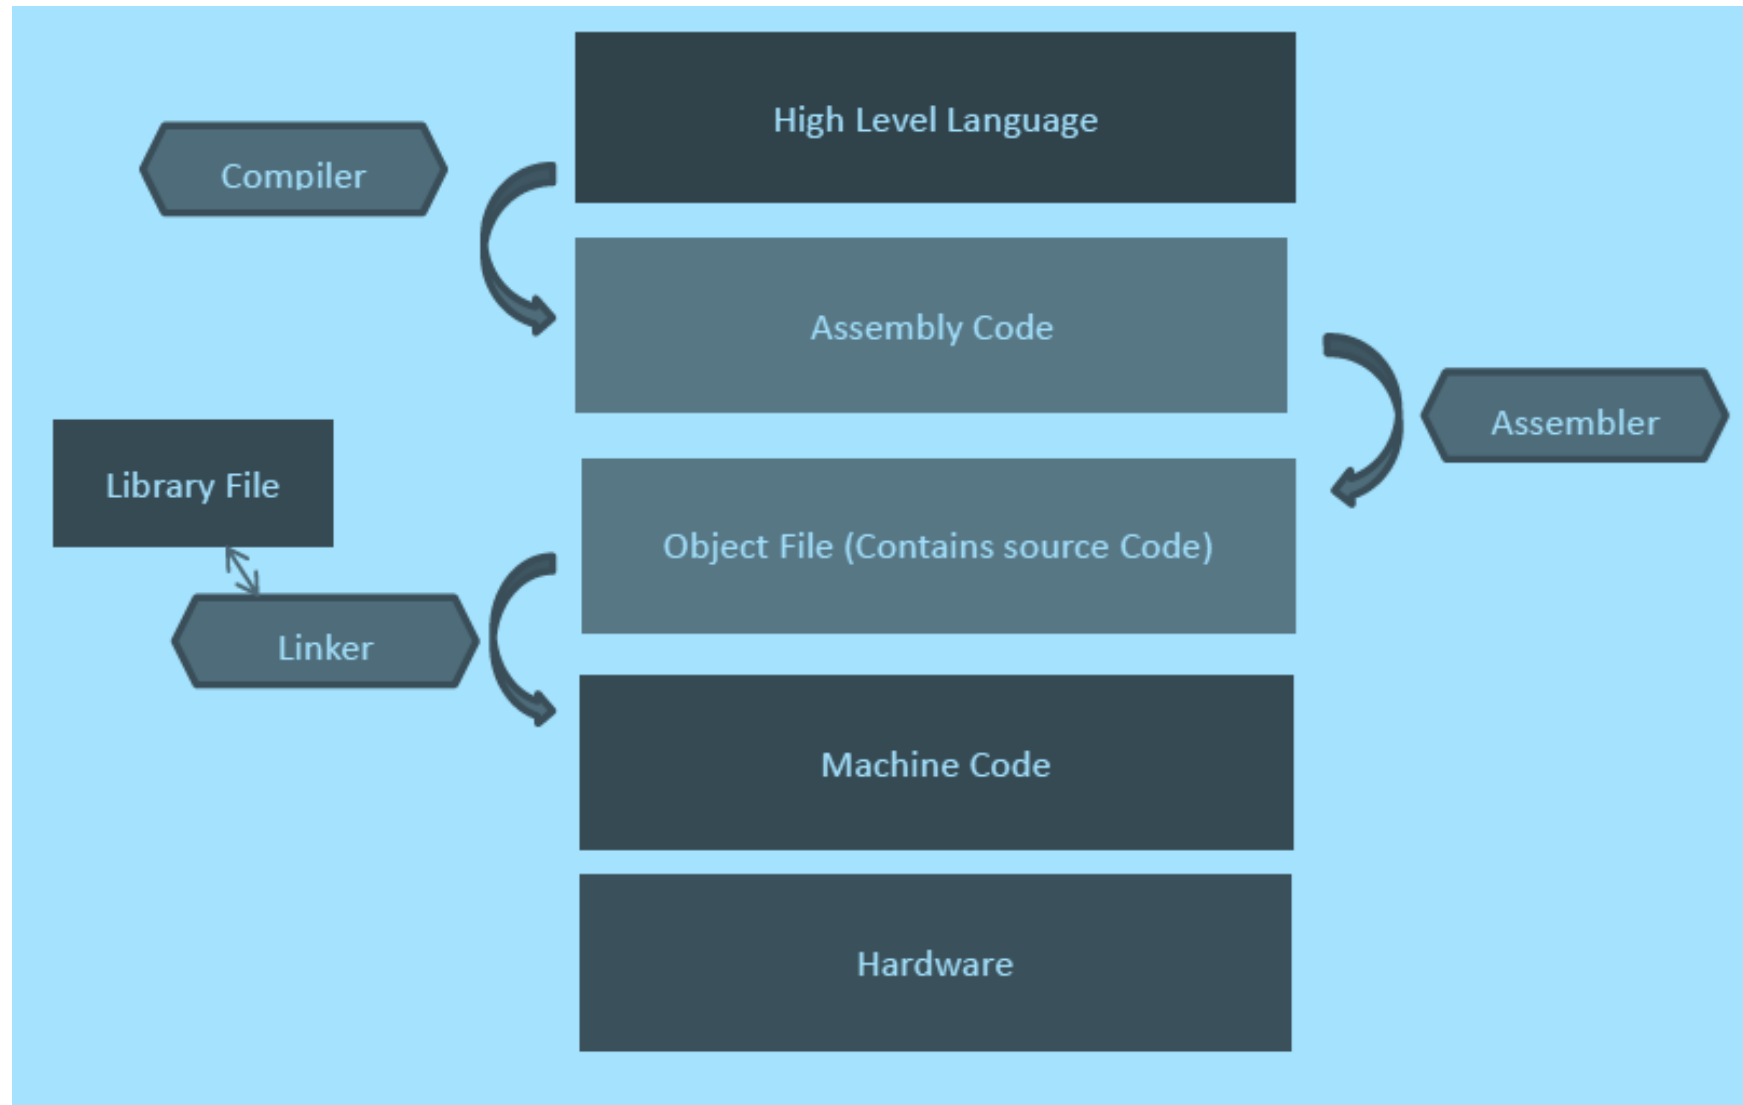 High Level Language
Compiler
Assembly Code
Assembler
Library File
Object File (Contains source Code)
Linker
Machine Code
Hardware